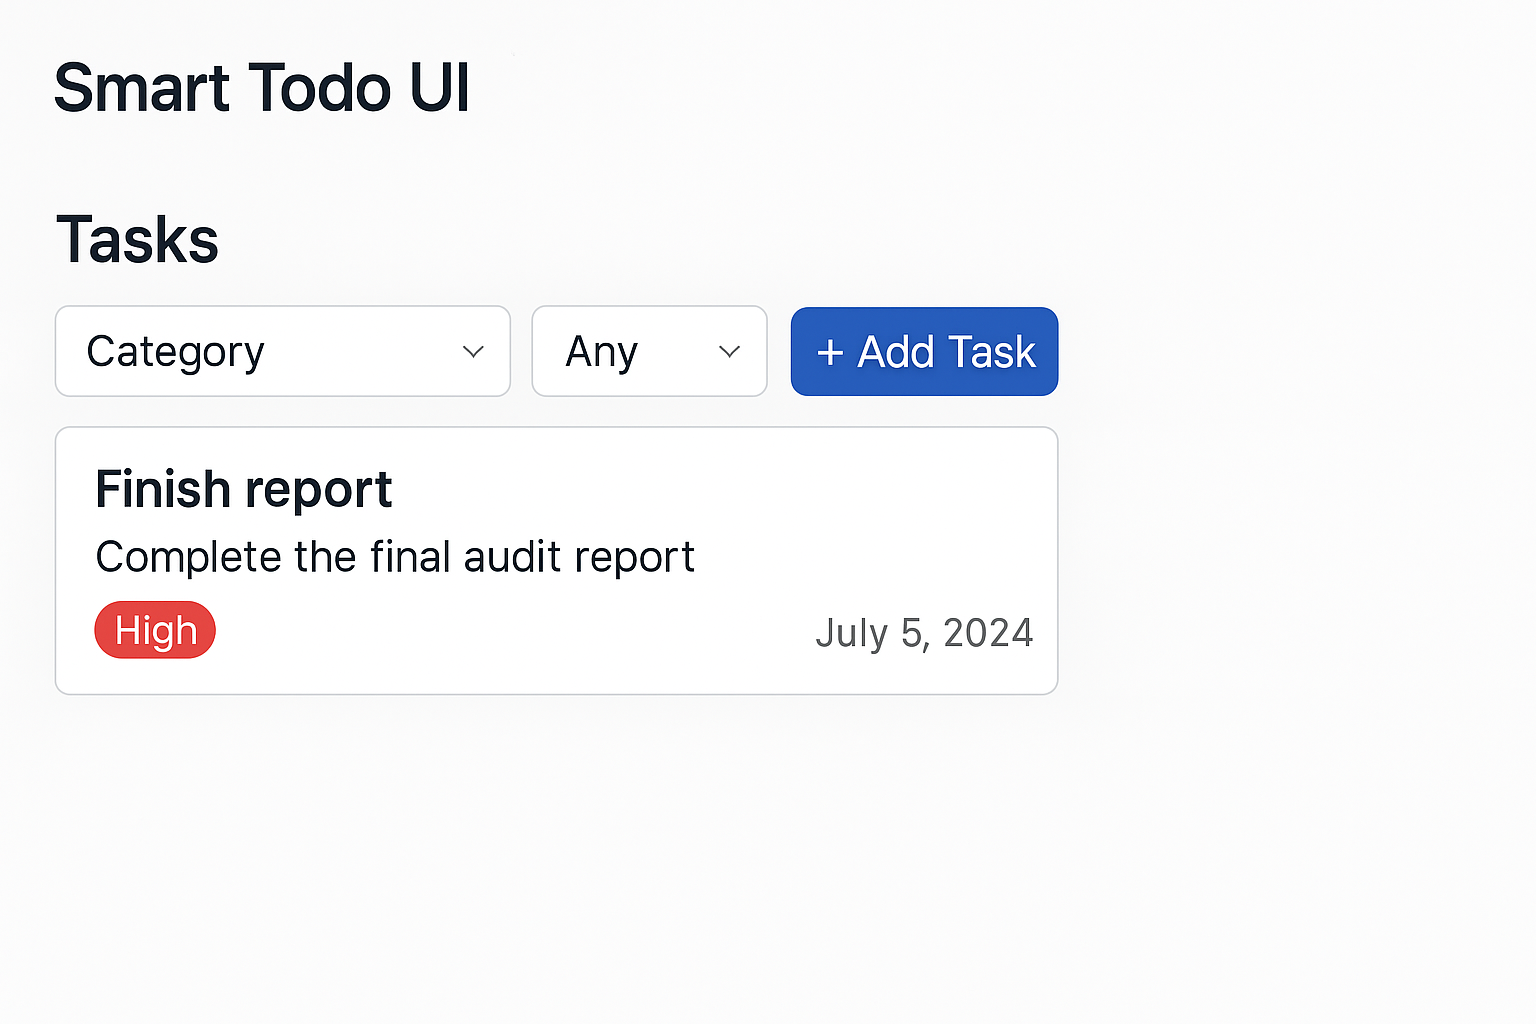 Smart Todo UI
Tasks
Category
Any
+ Add Task
Finish report
Complete the final audit report
High
July 5, 2024